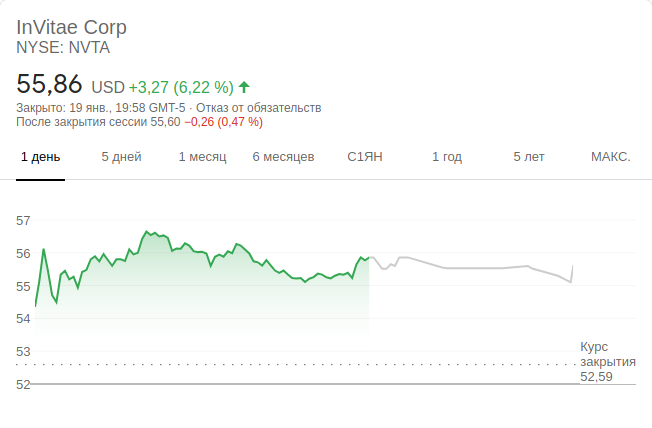 InVitae Corp
NYSE: NVTA
55,86 USD +3,27 (6,22 %)
Закрыто: 19 янв., 19:58 GMT-5 · Отказ от обязательств
После закрытия сессии 55,60 −0,26 (0,47 %)
1 день 5 дней 1 месяц 6 месяцев С1ЯН 1 год 5 лет МАКС.
57
56
55
54
53
Курс
закрытия
52,59
52